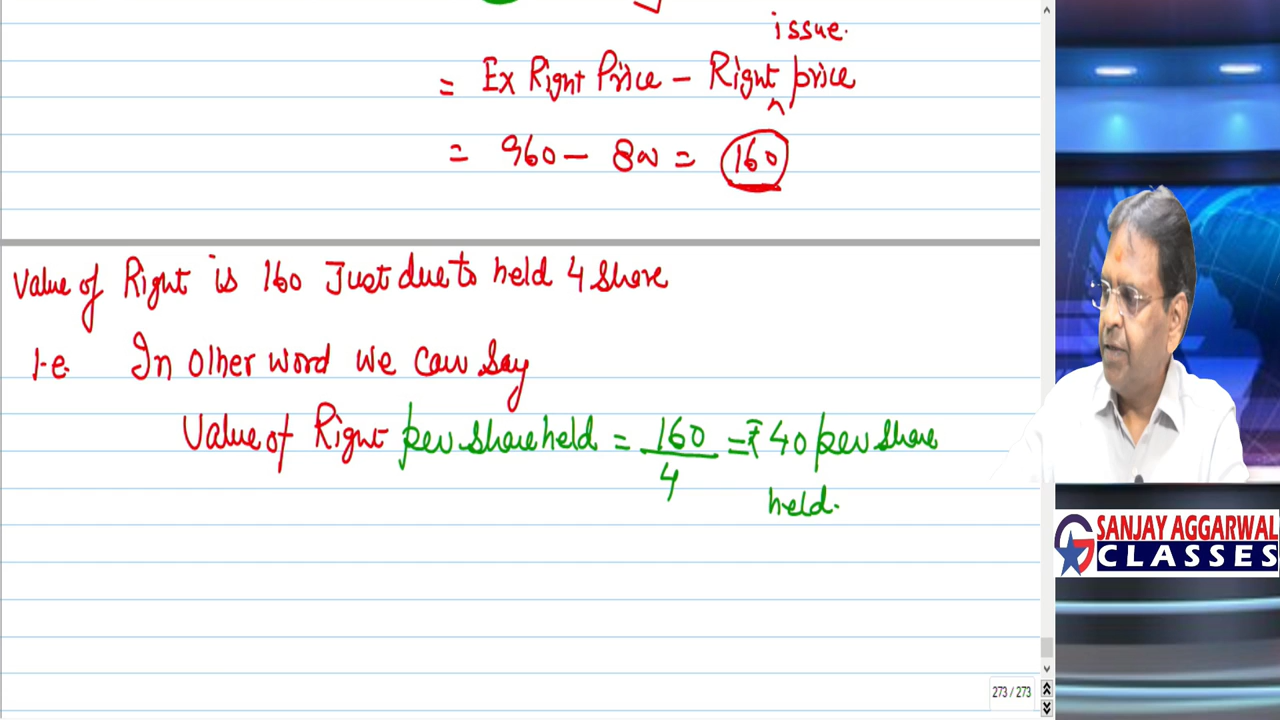 issue.
= Ex Right Price - Right price
= 960 - 800 = 160
Value of Right is 160 Just due to held 4 share
i.e. In other word we can say
Value of Right per share held = 160/4 = ₹ 40 per share
held.
SANJAY AGGARWAL
CLASSES
273 / 273